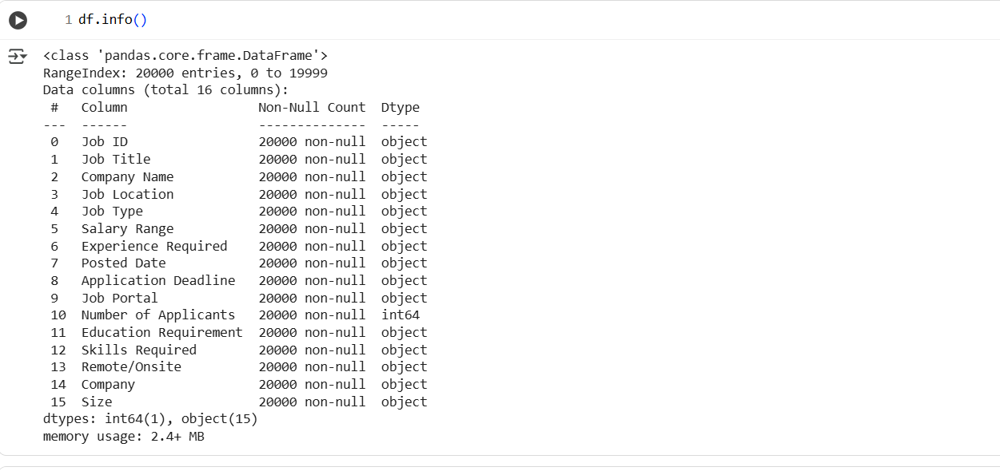 1 df.info()
<class 'pandas.core.frame.DataFrame'>
RangeIndex: 20000 entries, 0 to 19999
Data columns (total 16 columns):
 #   Column                 Non-Null Count  Dtype
---  ------                 --------------  -----
 0   Job ID                 20000 non-null  object
 1   Job Title              20000 non-null  object
 2   Company Name           20000 non-null  object
 3   Job Location           20000 non-null  object
 4   Job Type               20000 non-null  object
 5   Salary Range           20000 non-null  object
 6   Experience Required    20000 non-null  object
 7   Posted Date            20000 non-null  object
 8   Application Deadline   20000 non-null  object
 9   Job Portal             20000 non-null  object
 10  Number of Applicants   20000 non-null  int64
 11  Education Requirement  20000 non-null  object
 12  Skills Required        20000 non-null  object
 13  Remote/Onsite          20000 non-null  object
 14  Company                20000 non-null  object
 15  Size                   20000 non-null  object
dtypes: int64(1), object(15)
memory usage: 2.4+ MB